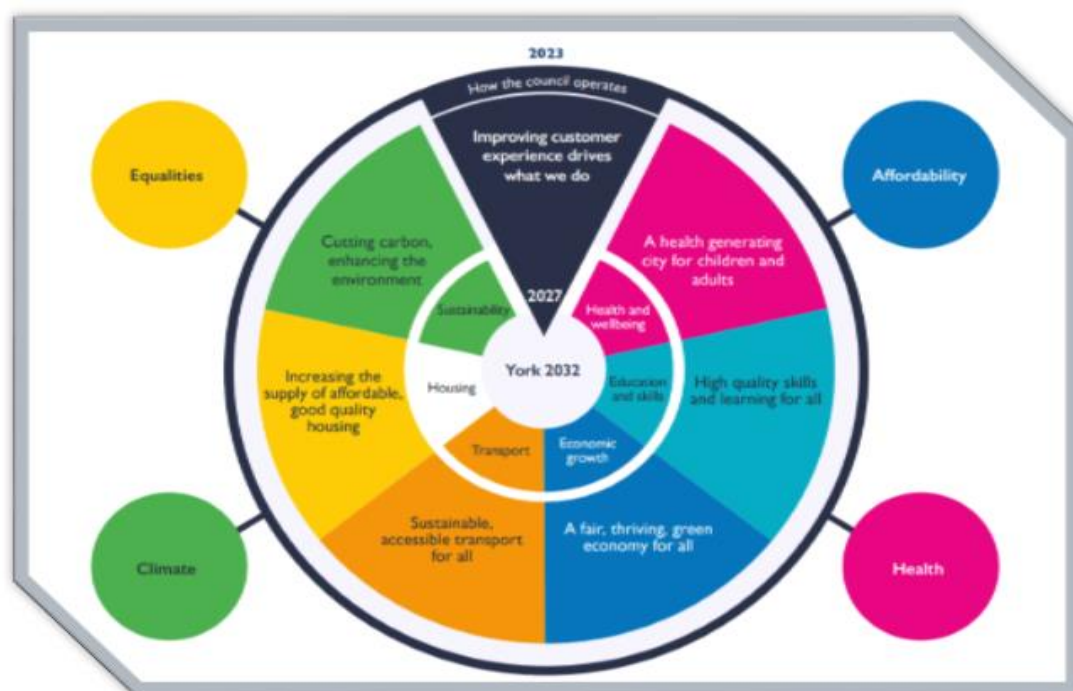 2023
How the council operates
Improving customer
experience drives
what we do
Equalities
Affordability
Cutting carbon,
enhancing the
environment
A health generating
city for children and
adults
2027
Sustainability
Health and
wellbeing
York 2032
Housing
Education
and skills
Increasing the
supply of affordable,
good quality
housing
High quality skills
and learning for all
Transport
Economic
growth
Sustainable,
accessible transport
for all
A fair, thriving, green
economy for all
Climate
Health